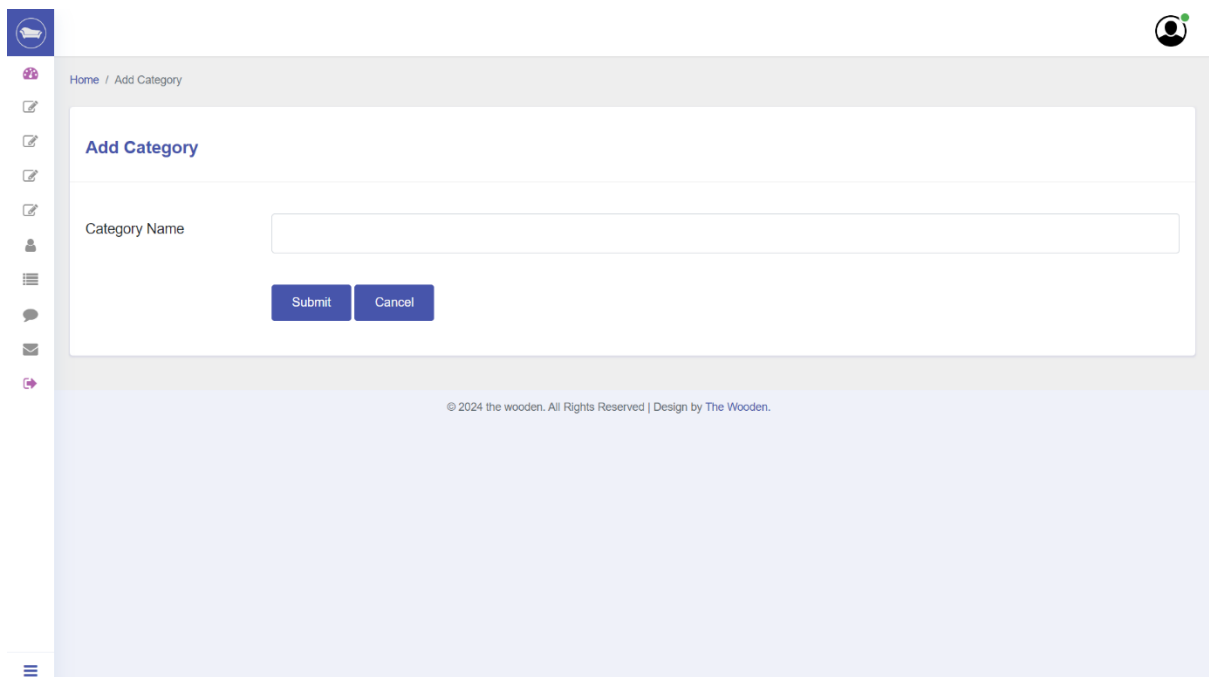 Home / Add Category
Add Category
Category Name
Submit Cancel
© 2024 the wooden. All Rights Reserved | Design by The Wooden.